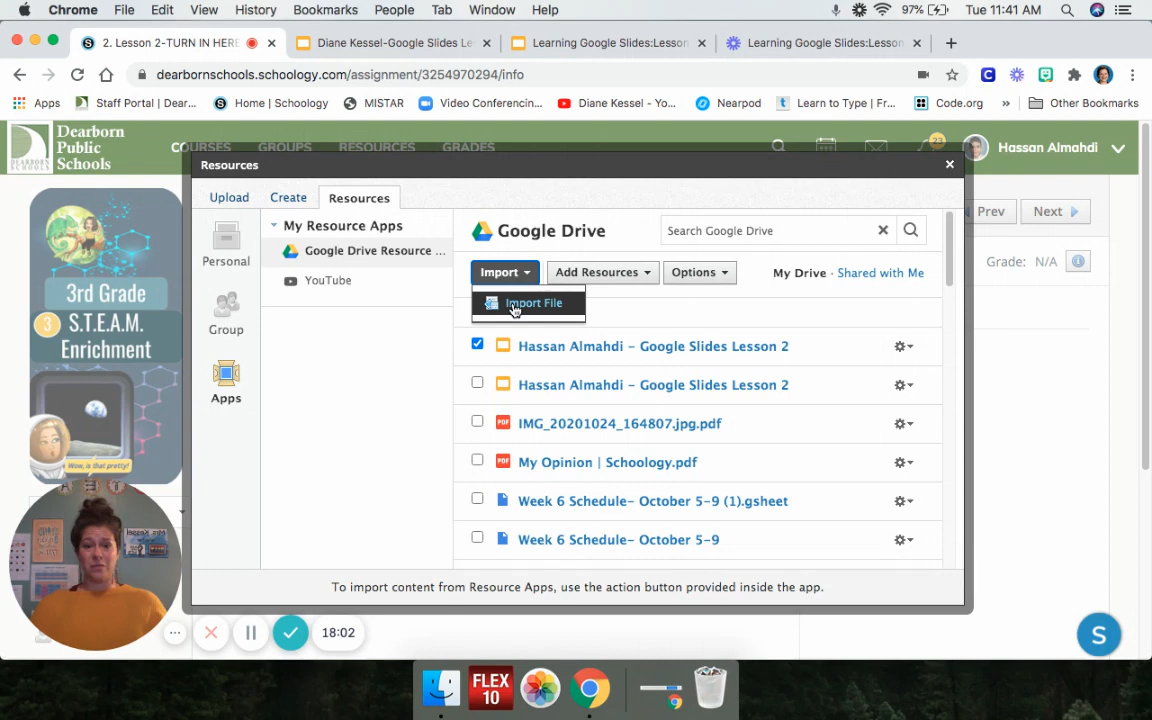 Chrome File Edit View History Bookmarks People Tab Window Help 97% Tue 11:41 AM
2. Lesson 2-TURN IN HERE Diane Kessel-Google Slides Le Learning Google Slides:Lesson Learning Google Slides:Lesson
dearbornschools.schoology.com/assignment/3254970294/info
Apps Staff Portal | Dear... Home | Schoology MISTAR Video Conferencin... Diane Kessel - Yo... Nearpod Learn to Type | Fr... Code.org » Other Bookmarks
Dearborn
Public
Schools
COURSES GROUPS RESOURCES GRADES 23 Hassan Almahdi
Resources
Upload Create Resources
Prev Next
My Resource Apps
Google Drive Resource ...
YouTube
Personal
Group
Apps
Google Drive Search Google Drive
Import Add Resources Options My Drive · Shared with Me
Import File
Grade: N/A
Hassan Almahdi - Google Slides Lesson 2
Hassan Almahdi - Google Slides Lesson 2
PDF IMG_20201024_164807.jpg.pdf
PDF My Opinion | Schoology.pdf
Week 6 Schedule- October 5-9 (1).gsheet
Week 6 Schedule- October 5-9
To import content from Resource Apps, use the action button provided inside the app.
3rd Grade
3 S.T.E.A.M.
Enrichment
Wow, is that pretty!
18:02
S
FLEX
10